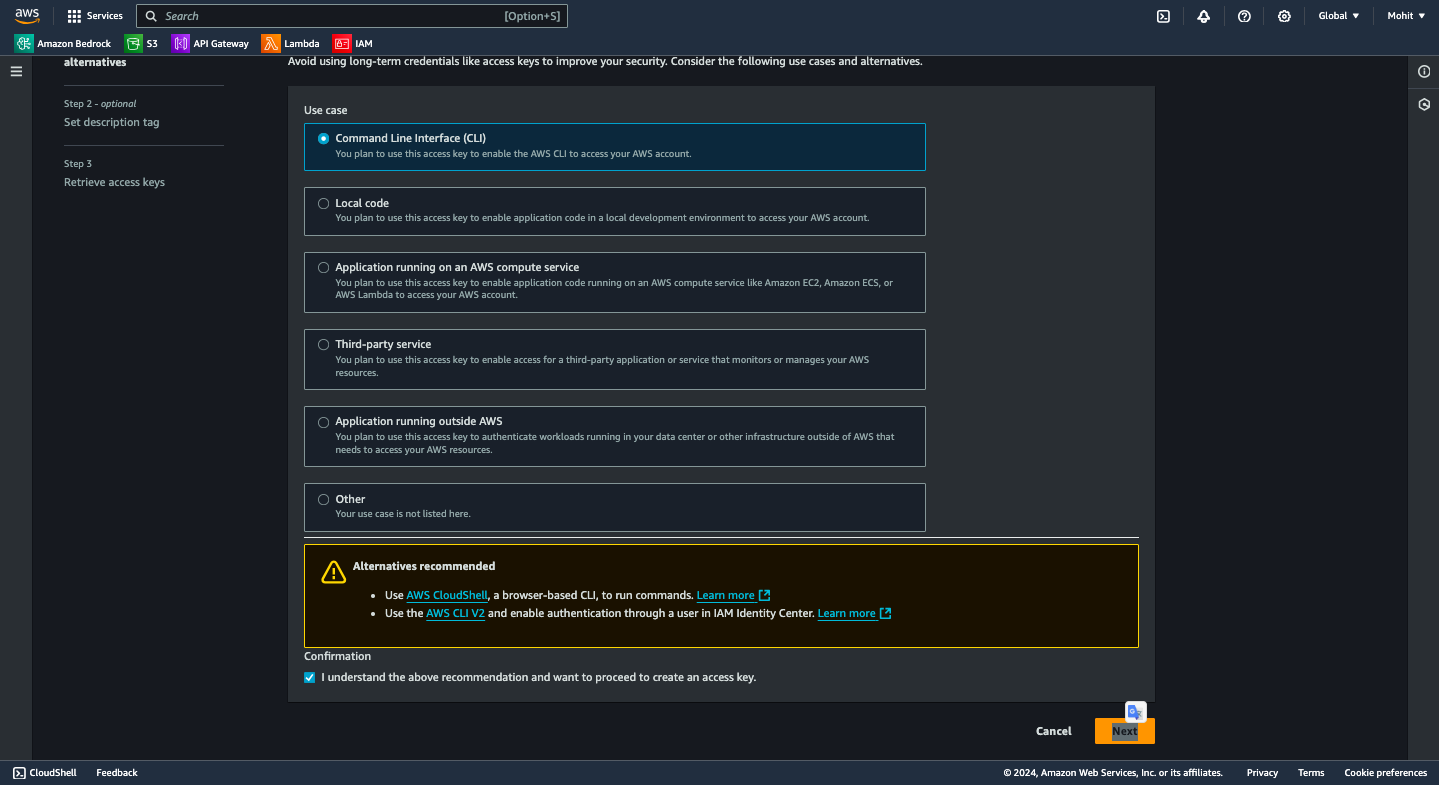 aws
Services
Search
[Option+S]
Global
Mohit
Amazon Bedrock
S3
API Gateway
Lambda
IAM
alternatives
Step 2 - optional
Set description tag
Step 3
Retrieve access keys
Avoid using long-term credentials like access keys to improve your security. Consider the following use cases and alternatives.
Use case
Command Line Interface (CLI)
You plan to use this access key to enable the AWS CLI to access your AWS account.
Local code
You plan to use this access key to enable application code in a local development environment to access your AWS account.
Application running on an AWS compute service
You plan to use this access key to enable application code running on an AWS compute service like Amazon EC2, Amazon ECS, or
AWS Lambda to access your AWS account.
Third-party service
You plan to use this access key to enable access for a third-party application or service that monitors or manages your AWS
resources.
Application running outside AWS
You plan to use this access key to authenticate workloads running in your data center or other infrastructure outside of AWS that
needs to access your AWS resources.
Other
Your use case is not listed here.
Alternatives recommended
• Use AWS CloudShell, a browser-based CLI, to run commands. Learn more
• Use the AWS CLI V2 and enable authentication through a user in IAM Identity Center. Learn more
Confirmation
I understand the above recommendation and want to proceed to create an access key.
Cancel
Next
CloudShell
Feedback
© 2024, Amazon Web Services, Inc. or its affiliates.
Privacy
Terms
Cookie preferences